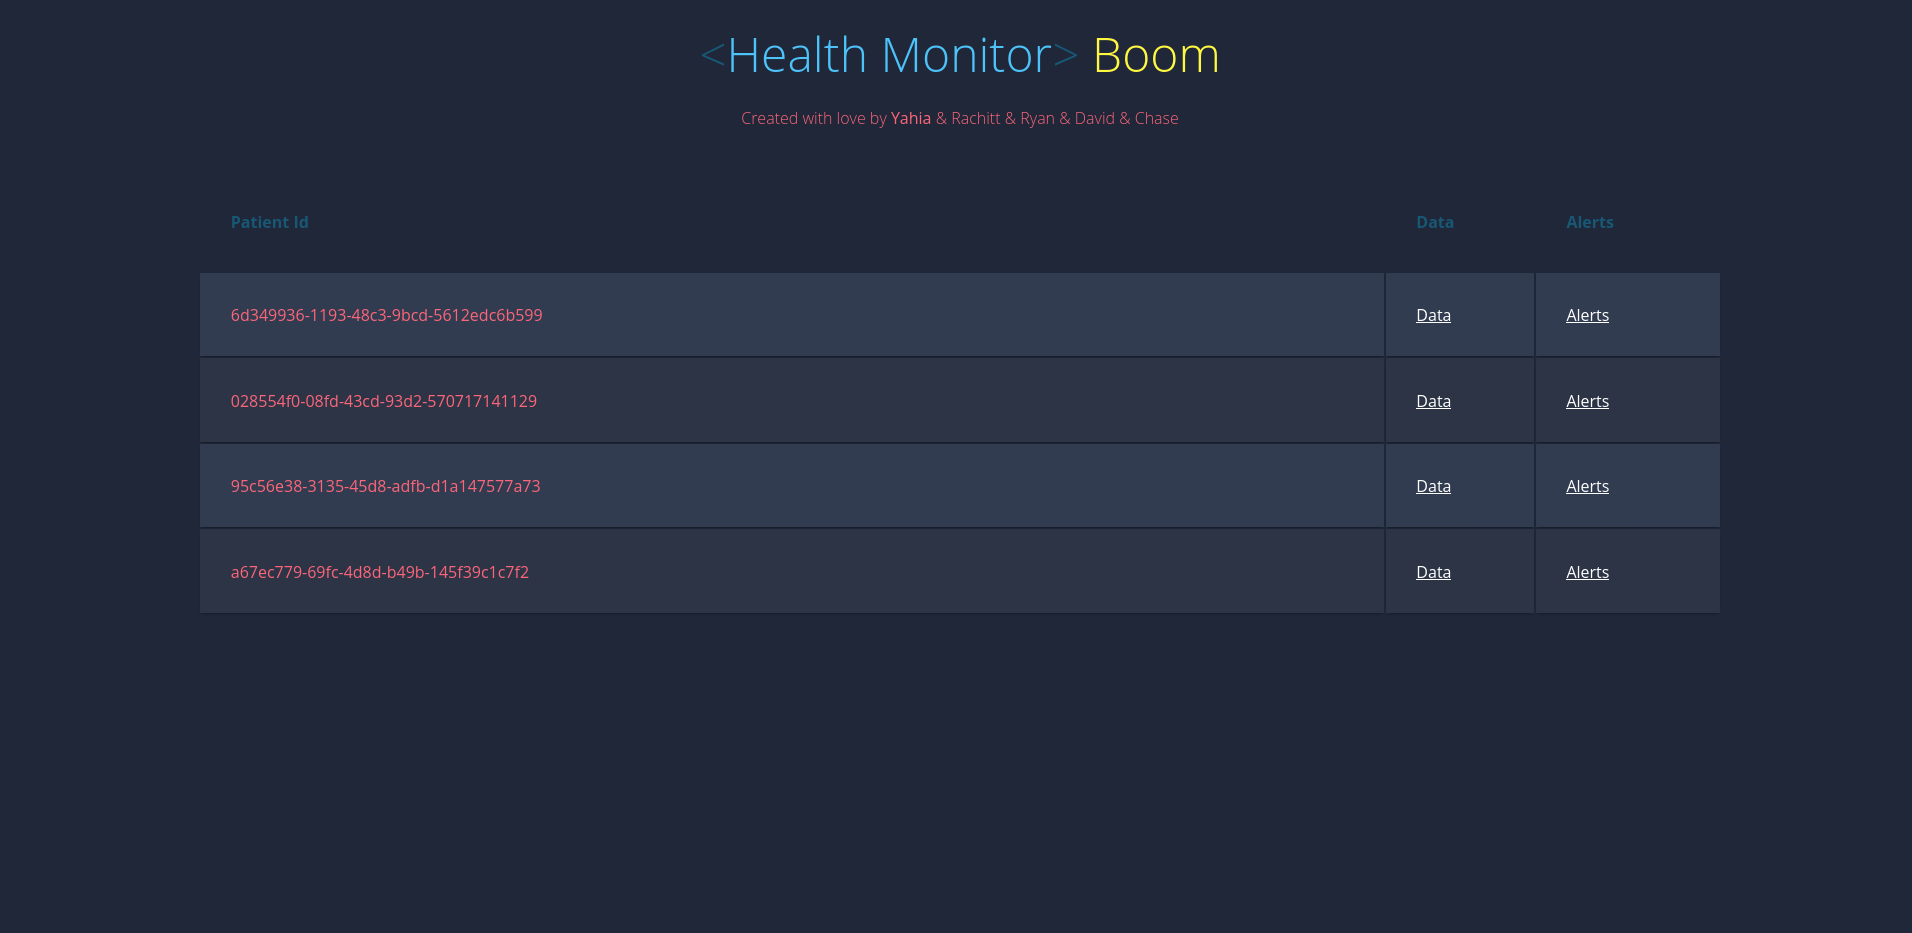 <Health Monitor> Boom
Created with love by Yahia & Rachitt & Ryan & David & Chase
Patient Id Data Alerts
6d349936-1193-48c3-9bcd-5612edc6b599 Data Alerts
028554f0-08fd-43cd-93d2-570717141129 Data Alerts
95c56e38-3135-45d8-adfb-d1a147577a73 Data Alerts
a67ec779-69fc-4d8d-b49b-145f39c1c7f2 Data Alerts